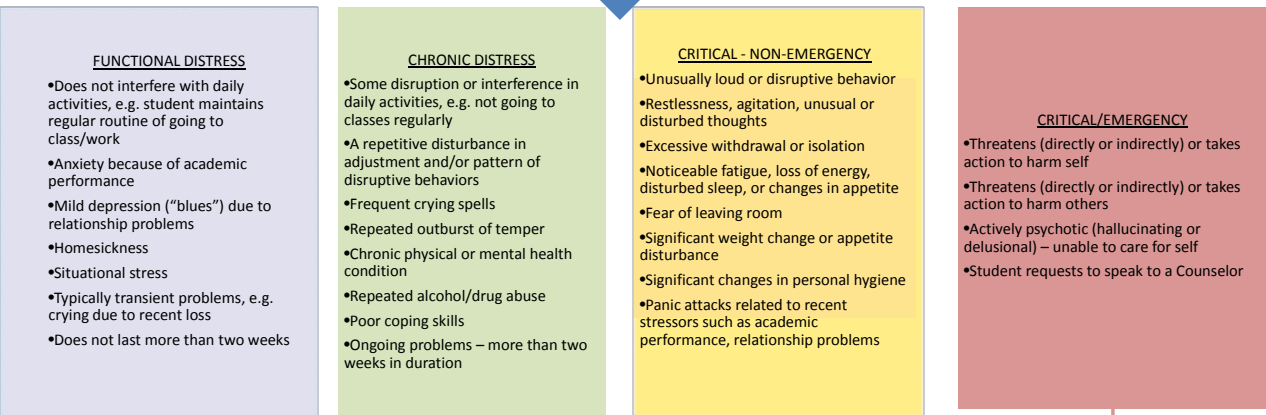 FUNCTIONAL DISTRESS
•Does not interfere with daily
activities, e.g. student maintains
regular routine of going to
class/work
•Anxiety because of academic
performance
•Mild depression (“blues”) due to
relationship problems
•Homesickness
•Situational stress
•Typically transient problems, e.g.
crying due to recent loss
•Does not last more than two weeks
CHRONIC DISTRESS
•Some disruption or interference in
daily activities, e.g. not going to
classes regularly
•A repetitive disturbance in
adjustment and/or pattern of
disruptive behaviors
•Frequent crying spells
•Repeated outburst of temper
•Chronic physical or mental health
condition
•Repeated alcohol/drug abuse
•Poor coping skills
•Ongoing problems – more than two
weeks in duration
CRITICAL - NON-EMERGENCY
•Unusually loud or disruptive behavior
•Restlessness, agitation, unusual or
disturbed thoughts
•Excessive withdrawal or isolation
•Noticeable fatigue, loss of energy,
disturbed sleep, or changes in appetite
•Fear of leaving room
•Significant weight change or appetite
disturbance
•Significant changes in personal hygiene
•Panic attacks related to recent
stressors such as academic
performance, relationship problems
CRITICAL/EMERGENCY
•Threatens (directly or indirectly) or takes
action to harm self
•Threatens (directly or indirectly) or takes
action to harm others
•Actively psychotic (hallucinating or
delusional) – unable to care for self
•Student requests to speak to a Counselor